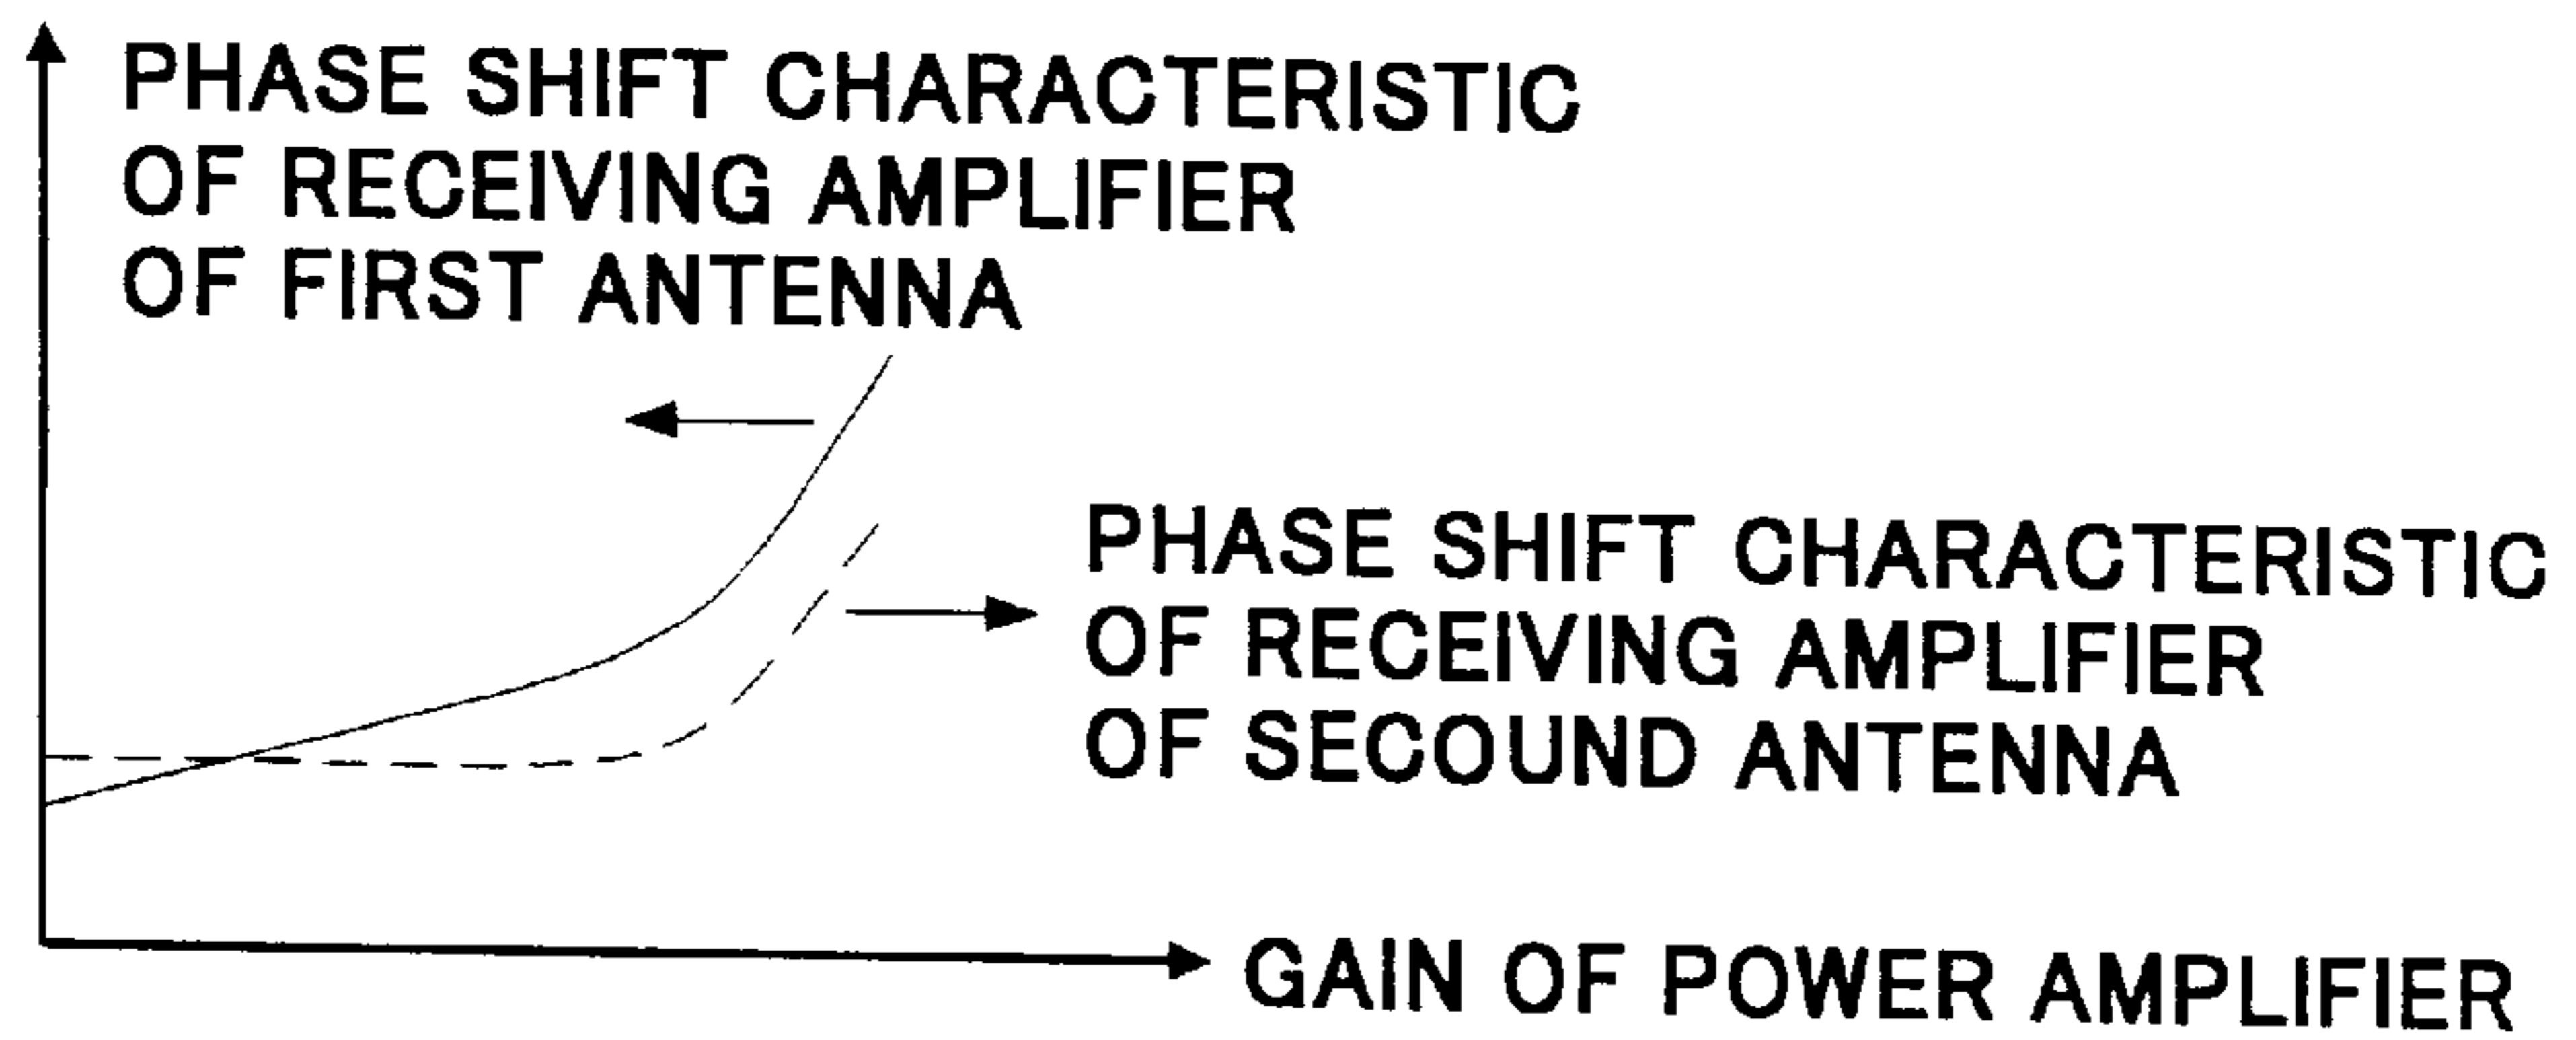 PHASE SHIFT CHARACTERISTIC
OF RECEIVING AMPLIFIER
OF FIRST ANTENNA
PHASE SHIFT CHARACTERISTIC
OF RECEIVING AMPLIFIER
OF SECOUND ANTENNA
GAIN OF POWER AMPLIFIER